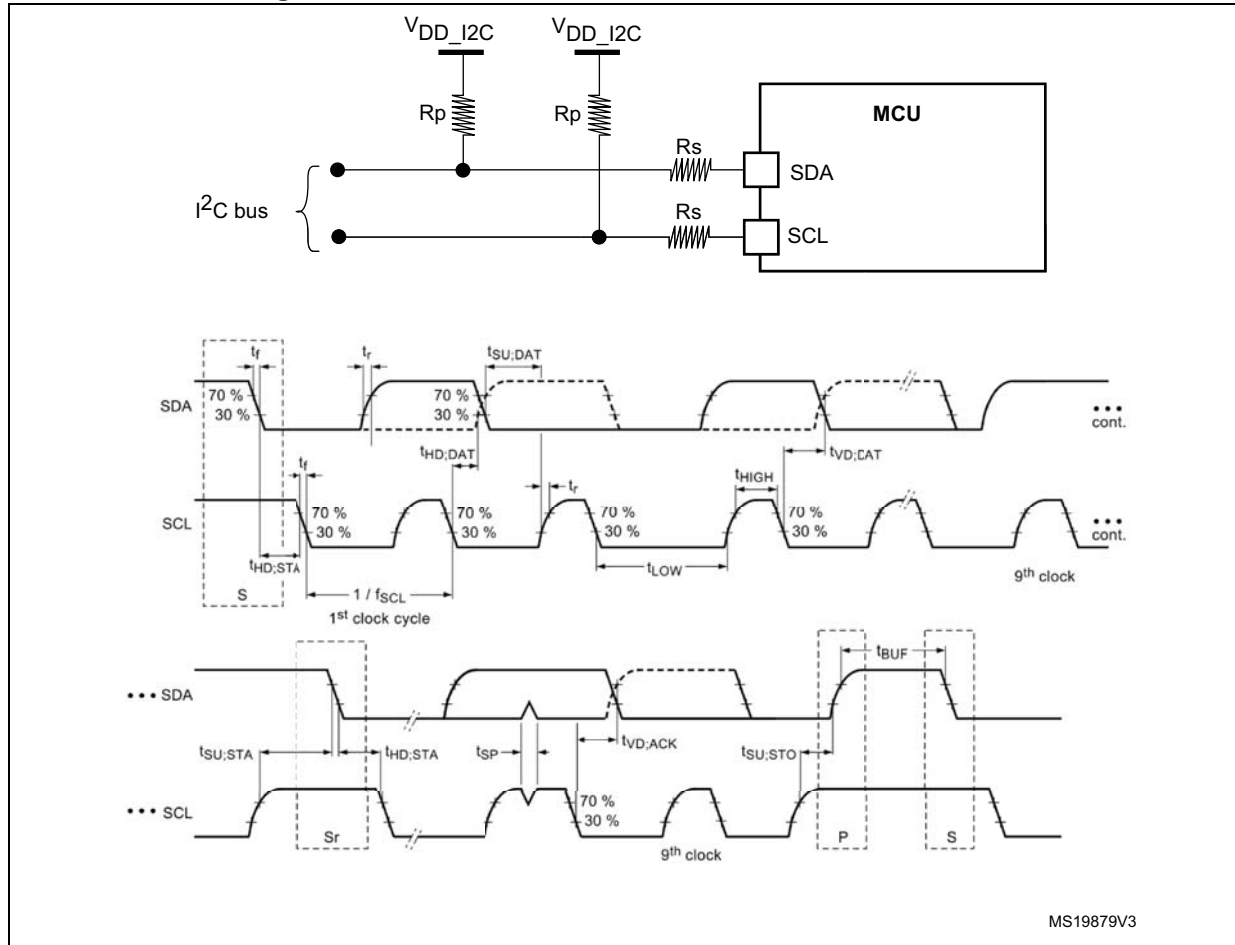 VDD_I2C VDD_I2C
Rp Rp
MCU
Rs
SDA
I2C bus
Rs
SCL
tf tr tSU;DAT
SDA 70 % 70 %
30 % 30 %
cont.
tHD;DAT tVD;DAT
tf tr tHIGH
SCL 70 % 70 % 70 %
30 % 30 % 30 %
cont.
tHD;STA tLOW 9th clock
S 1 / fSCL
1st clock cycle
tBUF
SDA
tSU;STA tHD;STA tSP tVD;ACK tSU;STO
70 %
SCL 30 %
Sr P S
9th clock
MS19879V3